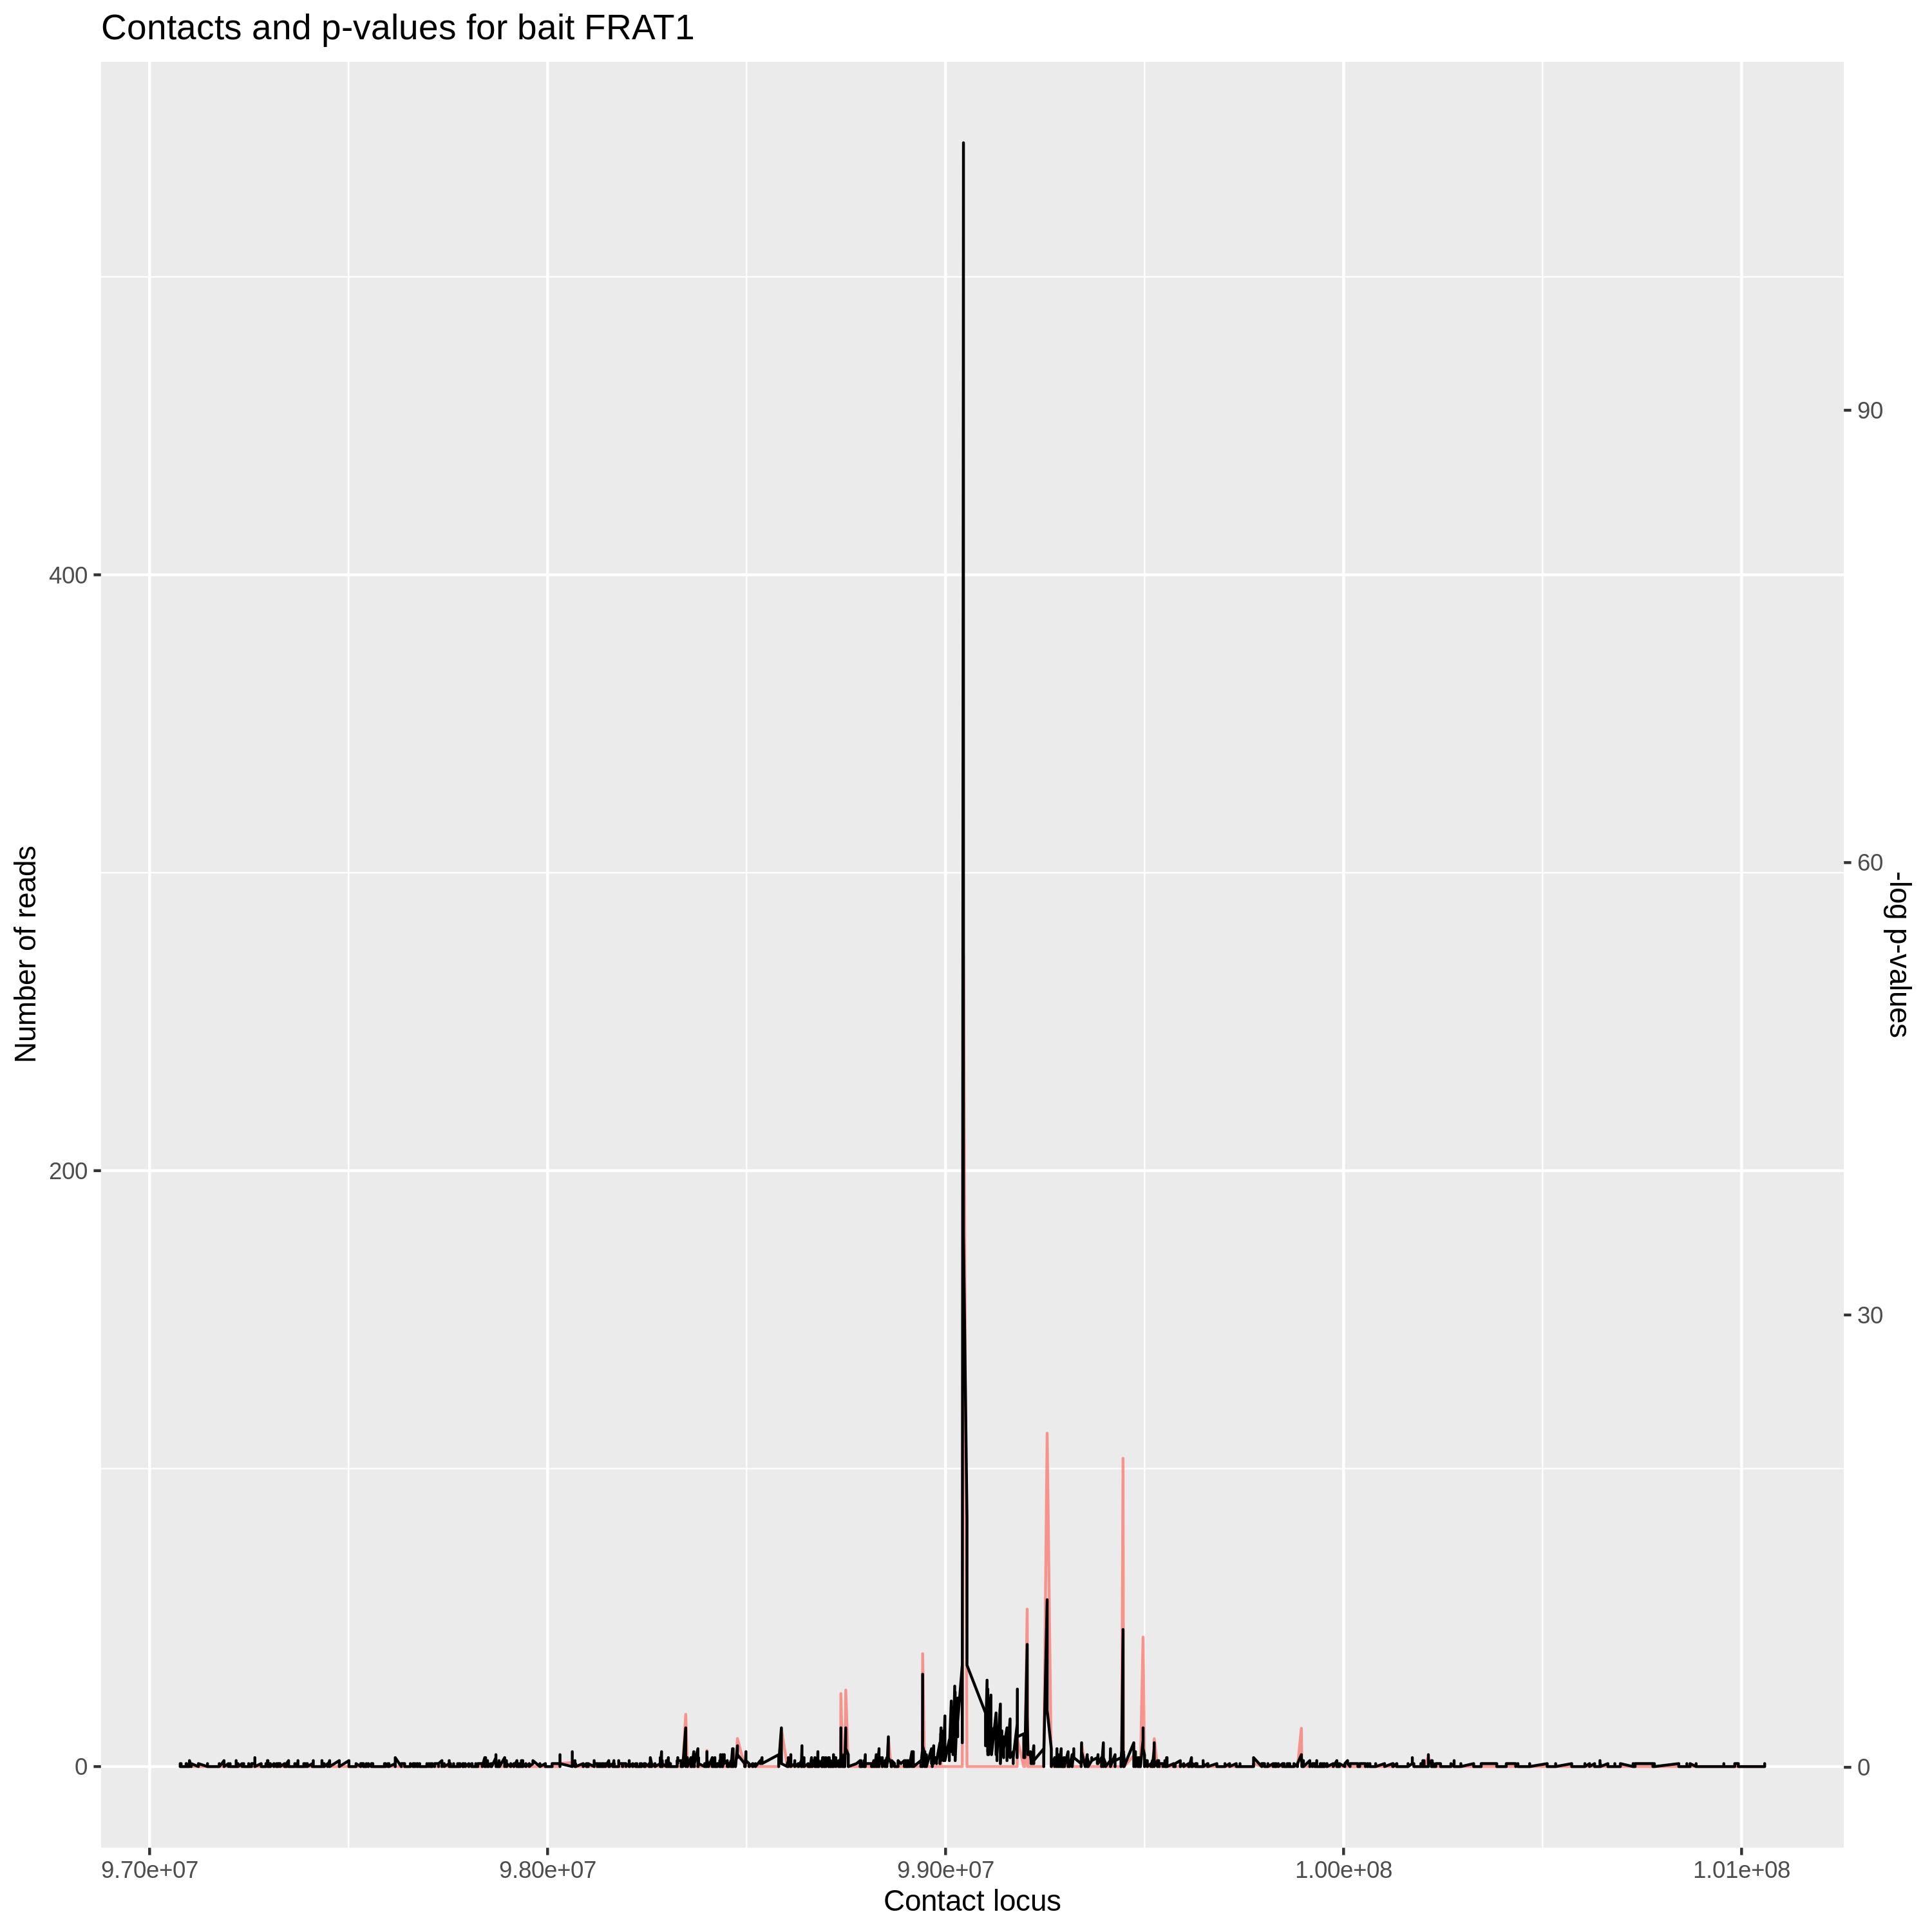 Contacts and p-values for bait FRAT1
Number of reads
400
200
0
90
60
30
0
-log p-values
9.70e+07 9.80e+07 9.90e+07 1.00e+08 1.01e+08
Contact locus